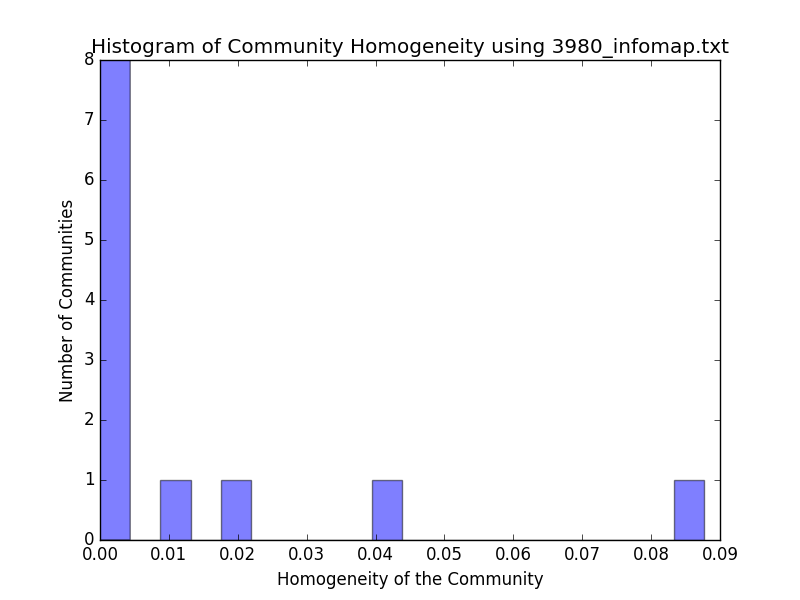 Histogram of Community Homogeneity using 3980_infomap.txt
8
7
6
5
4
3
2
1
0
Number of Communities
0.00 0.01 0.02 0.03 0.04 0.05 0.06 0.07 0.08 0.09
Homogeneity of the Community